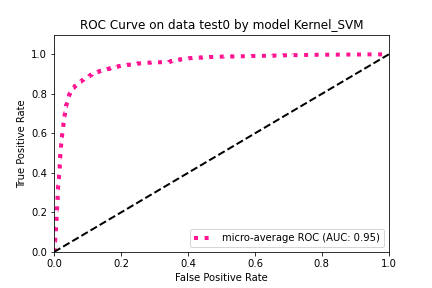 ROC Curve on data test0 by model Kernel_SVM
True Positive Rate
1.0
0.8
0.6
0.4
0.2
0.0
micro-average ROC (AUC: 0.95)
0.0 0.2 0.4 0.6 0.8 1.0
False Positive Rate